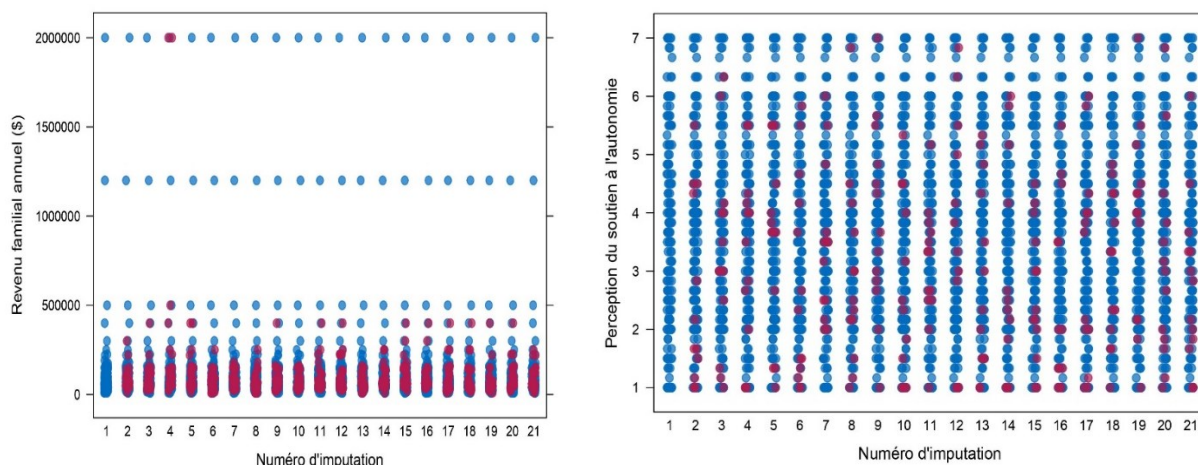 Revenu familial annuel ($)
2000000
1500000
1000000
500000
0
1 2 3 4 5 6 7 8 9 10 11 12 13 14 15 16 17 18 19 20 21
Numéro d'imputation
Perception du soutien à l'autonomie
7
6
5
4
3
2
1
1 2 3 4 5 6 7 8 9 10 11 12 13 14 15 16 17 18 19 20 21
Numéro d'imputation